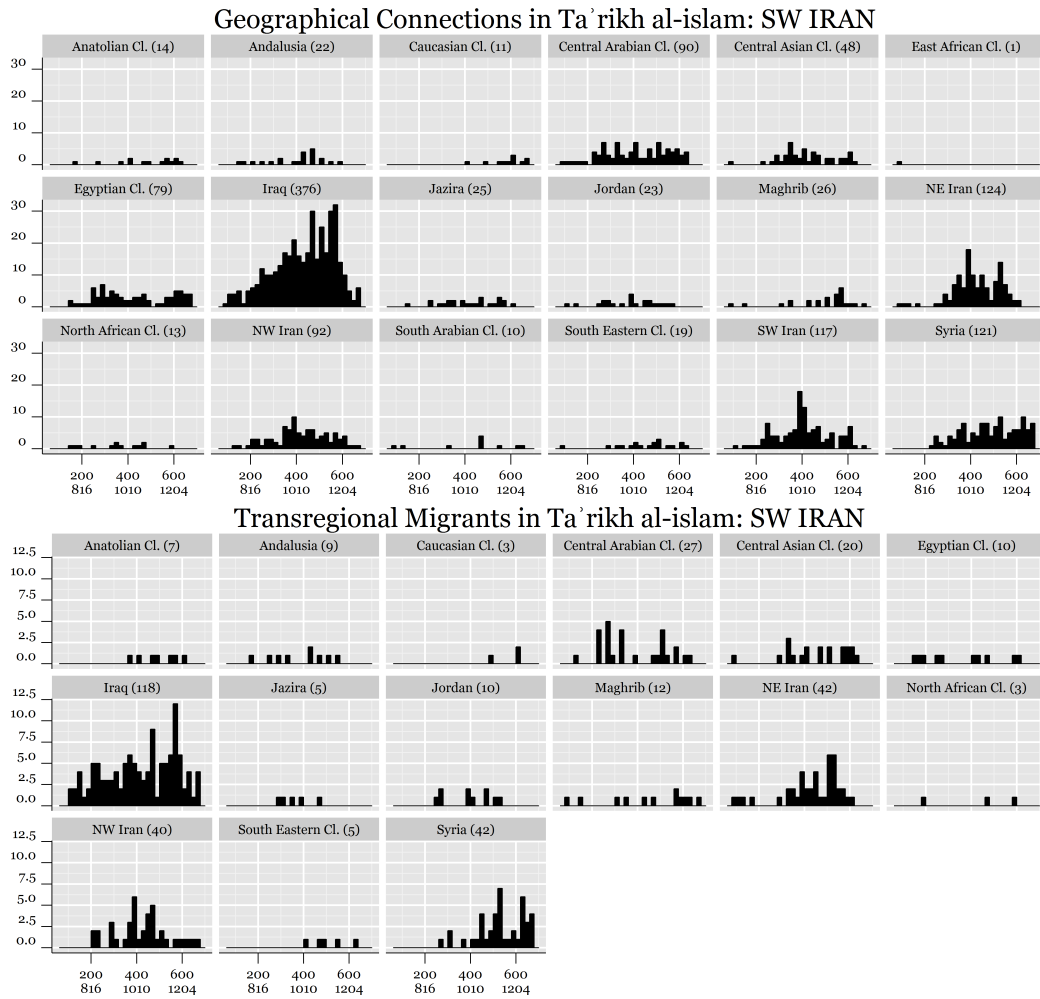 Geographical Connections in Taʾrikh al-islam: SW IRAN
Anatolian Cl. (14) Andalusia (22) Caucasian Cl. (11) Central Arabian Cl. (90) Central Asian Cl. (48) East African Cl. (1)
30
20
10
0
Egyptian Cl. (79) Iraq (376) Jazira (25) Jordan (23) Maghrib (26) NE Iran (124)
30
20
10
0
North African Cl. (13) NW Iran (92) South Arabian Cl. (10) South Eastern Cl. (19) SW Iran (117) Syria (121)
30
20
10
0
200 400 600 200 400 600 200 400 600 200 400 600 200 400 600 200 400 600
816 1010 1204 816 1010 1204 816 1010 1204 816 1010 1204 816 1010 1204 816 1010 1204
Transregional Migrants in Taʾrikh al-islam: SW IRAN
Anatolian Cl. (7) Andalusia (9) Caucasian Cl. (3) Central Arabian Cl. (27) Central Asian Cl. (20) Egyptian Cl. (10)
12.5
10.0
7.5
5.0
2.5
0.0
Iraq (118) Jazira (5) Jordan (10) Maghrib (12) NE Iran (42) North African Cl. (3)
12.5
10.0
7.5
5.0
2.5
0.0
NW Iran (40) South Eastern Cl. (5) Syria (42)
12.5
10.0
7.5
5.0
2.5
0.0
200 400 600 200 400 600 200 400 600
816 1010 1204 816 1010 1204 816 1010 1204